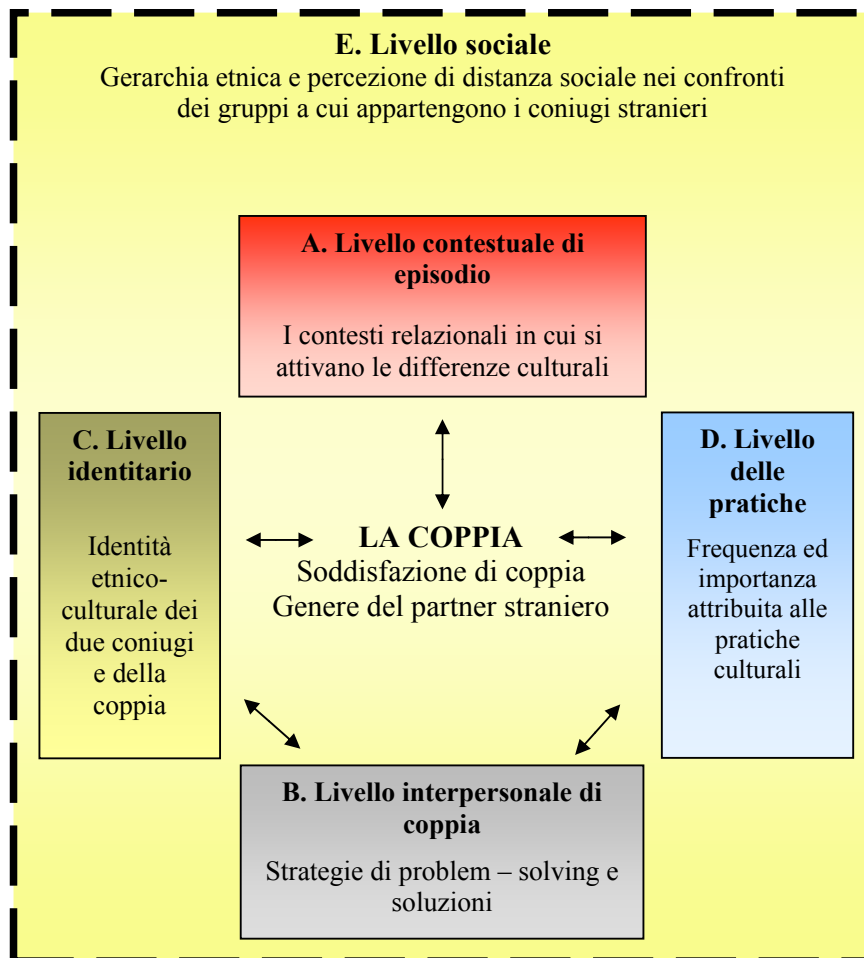 E. Livello sociale
Gerarchia etnica e percezione di distanza sociale nei confronti
dei gruppi a cui appartengono i coniugi stranieri
A. Livello contestuale di
episodio
I contesti relazionali in cui si
attivano le differenze culturali
C. Livello
identitario
Identità
etnico-
culturale dei
due coniugi
e della
coppia
LA COPPIA
Soddisfazione di coppia
Genere del partner straniero
D. Livello
delle
pratiche
Frequenza ed
importanza
attribuita alle
pratiche
culturali
B. Livello interpersonale di
coppia
Strategie di problem – solving e
soluzioni